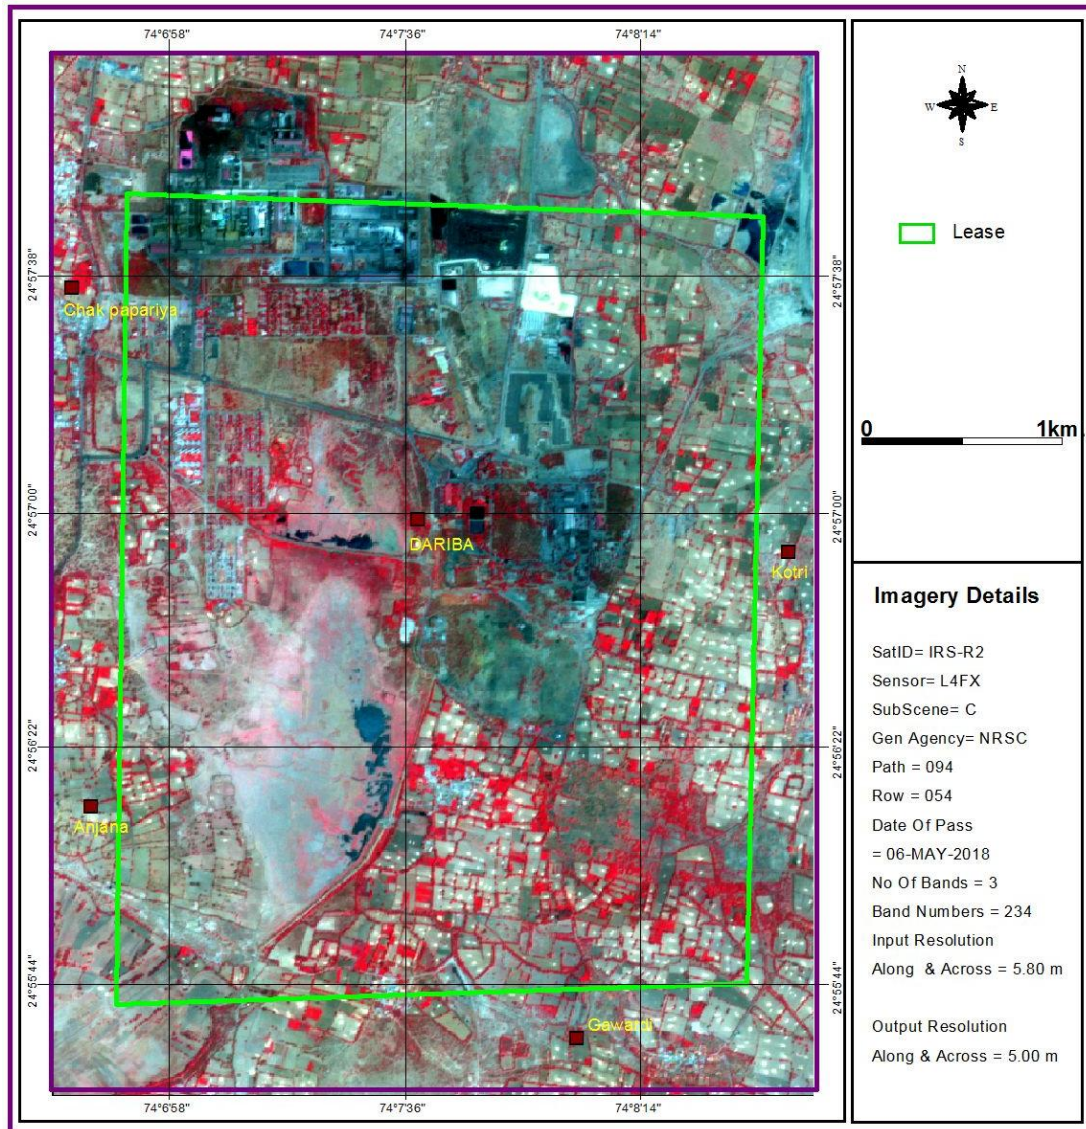 74°6'58" 74°7'36" 74°8'14"
N
W E
S
Lease
24°57'38" 24°57'38"
Chak papariya
0 1km
24°57'00" 24°57'00"
DARIBA
Kotri
Imagery Details
SatID= IRS-R2
Sensor= L4FX
SubScene= C
Gen Agency= NRSC
Path = 094
Row = 054
Date Of Pass
= 06-MAY-2018
No Of Bands = 3
Band Numbers = 234
Input Resolution
Along & Across = 5.80 m
Output Resolution
Along & Across = 5.00 m
24°56'22" 24°56'22"
Anjana
24°55'44" 24°55'44"
Gawardi
74°6'58" 74°7'36" 74°8'14"